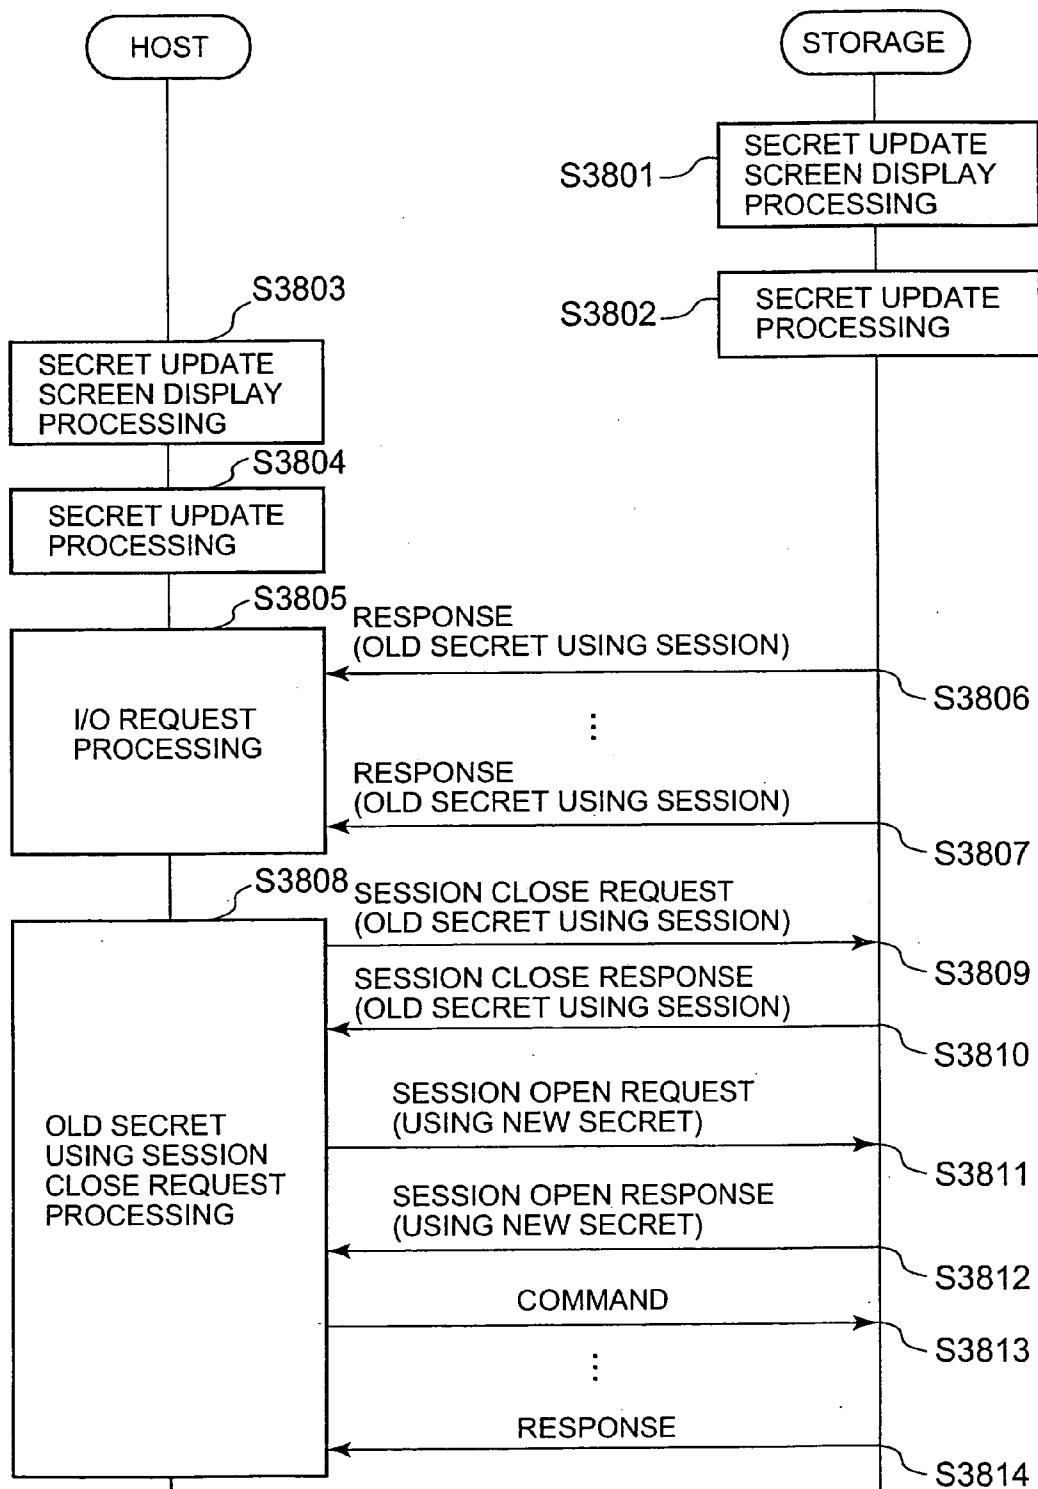 HOST
STORAGE
S3801
SECRET UPDATE
SCREEN DISPLAY
PROCESSING
S3802
SECRET UPDATE
PROCESSING
S3803
SECRET UPDATE
SCREEN DISPLAY
PROCESSING
S3804
SECRET UPDATE
PROCESSING
S3805
I/O REQUEST
PROCESSING
RESPONSE
(OLD SECRET USING SESSION)
S3806
⋮
RESPONSE
(OLD SECRET USING SESSION)
S3807
S3808
OLD SECRET
USING SESSION
CLOSE REQUEST
PROCESSING
SESSION CLOSE REQUEST
(OLD SECRET USING SESSION)
S3809
SESSION CLOSE RESPONSE
(OLD SECRET USING SESSION)
S3810
SESSION OPEN REQUEST
(USING NEW SECRET)
S3811
SESSION OPEN RESPONSE
(USING NEW SECRET)
S3812
COMMAND
S3813
⋮
RESPONSE
S3814